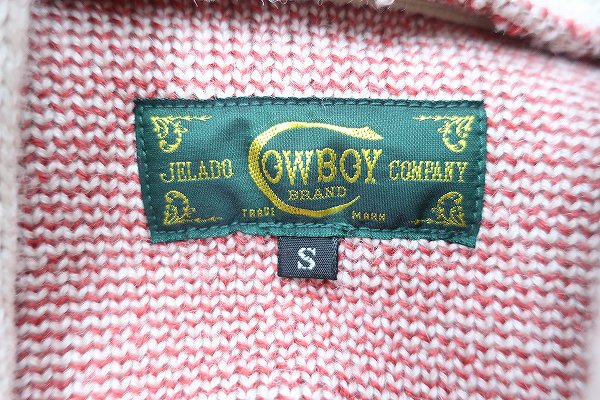 JELADO COWBOY COMPANY
BRAND
TRADE MARK
S